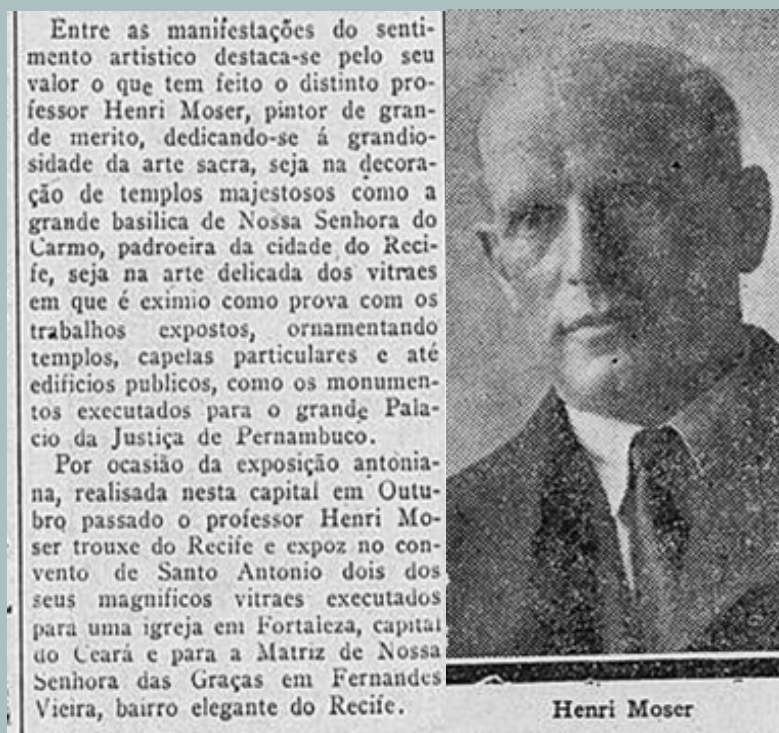 Entre as manifestações do senti-
mento artistico destaca-se pelo seu
valor o que tem feito o distinto pro-
fessor Henri Moser, pintor de gran-
de merito, dedicando-se á grandio-
sidade da arte sacra, seja na decora-
ção de templos majestosos como a
grande basilica de Nossa Senhora do
Carmo, padroeira da cidade do Reci-
fe, seja na arte delicada dos vitraes
em que é eximio como prova com os
trabalhos expostos, ornamentando
templos, capelas particulares e até
edificios publicos, como os monumen-
tos executados para o grande Pala-
cio da Justiça de Pernambuco.
Por ocasião da exposição antonia-
na, realisada nesta capital em Outu-
bro passado o professor Henri Mo-
ser trouxe do Recife e expoz no con-
vento de Santo Antonio dois dos
seus magnificos vitraes executados
para uma igreja em Fortaleza, capital
do Ceará e para a Matriz de Nossa
Senhora das Graças em Fernandes
Vieira, bairro elegante do Recife.
Henri Moser